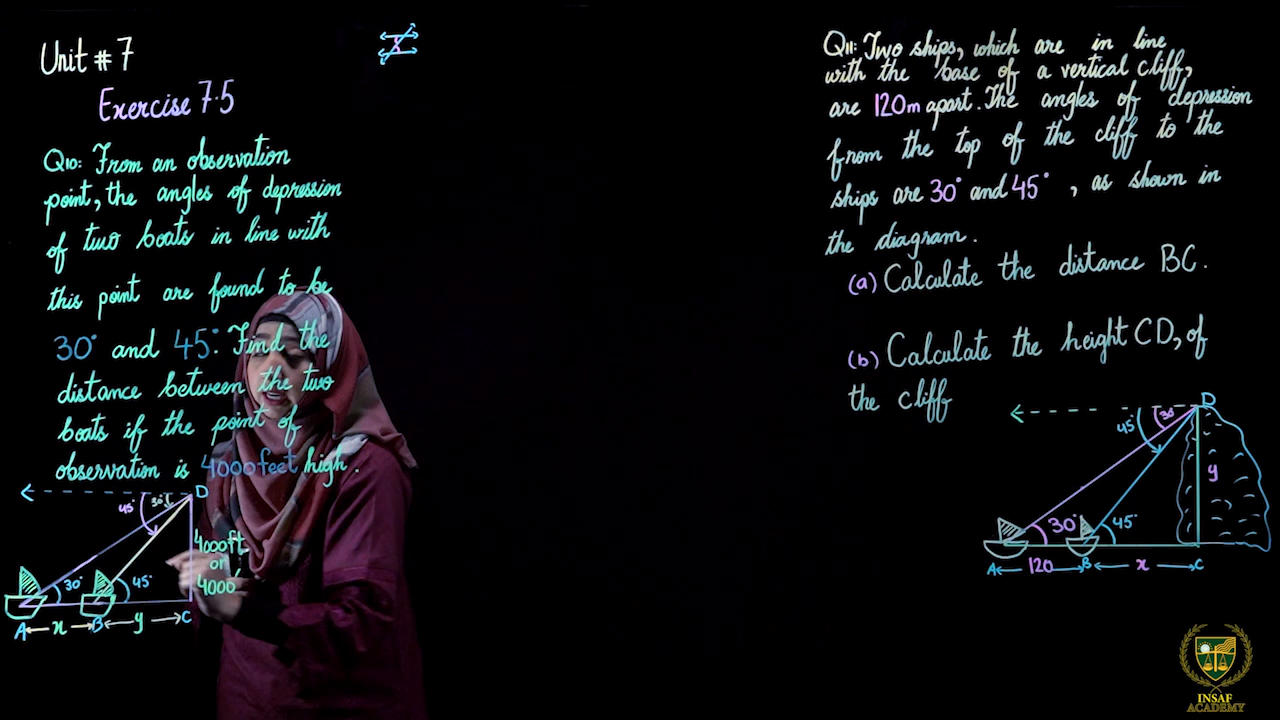 Unit # 7
Exercise 7.5
Q10: From an observation
point, the angles of depression
of two boats in line with
this point are found to be
30° and 45°. Find the
distance between the two
boats if the point of
observation is 4000 feet high.
D
45°
30°
4000ft
or
4000'
30°
45°
A
x
B
y
C
Q11: Two ships, which are in line
with the base of a vertical cliff,
are 120m apart. The angles of depression
from the top of the cliff to the
ships are 30° and 45°, as shown in
the diagram.
(a) Calculate the distance BC.
(b) Calculate the height CD, of
the cliff
D
45°
30°
y
30°
45°
A
120
B
x
C
INSAF
ACADEMY